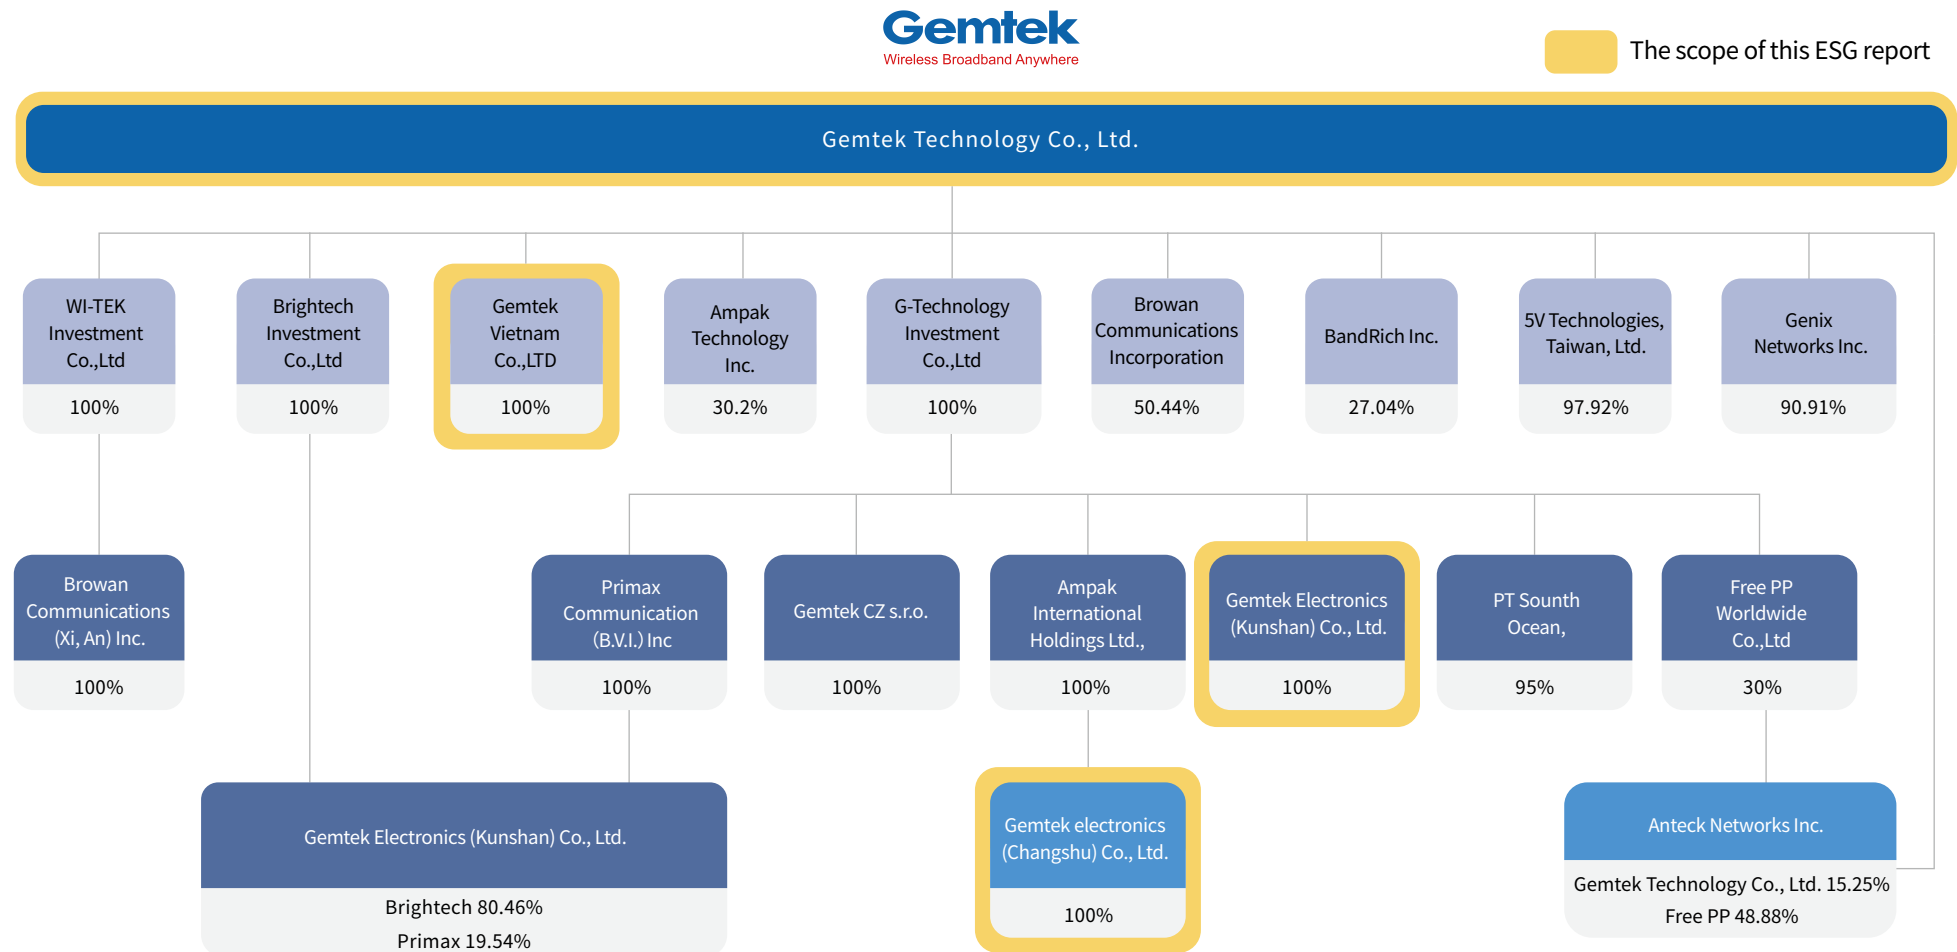 Gemtek
Wireless Broadband Anywhere
The scope of this ESG report
Gemtek Technology Co., Ltd.
WI-TEK
Investment
Co.,Ltd
100%
Brightech
Investment
Co.,Ltd
100%
Gemtek
Vietnam
Co.,LTD
100%
Ampak
Technology
Inc.
30.2%
G-Technology
Investment
Co.,Ltd
100%
Browan
Communications
Incorporation
50.44%
BandRich Inc.
27.04%
5V Technologies,
Taiwan, Ltd.
97.92%
Genix
Networks Inc.
90.91%
Browan
Communications
(Xi, An) Inc.
100%
Primax
Communication
(B.V.I.) Inc
100%
Gemtek CZ s.r.o.
100%
Ampak
International
Holdings Ltd.,
100%
Gemtek Electronics
(Kunshan) Co., Ltd.
100%
PT Sounth
Ocean,
95%
Free PP
Worldwide
Co.,Ltd
30%
Gemtek Electronics (Kunshan) Co., Ltd.
Brightech 80.46%
Primax 19.54%
Gemtek electronics
(Changshu) Co., Ltd.
100%
Anteck Networks Inc.
Gemtek Technology Co., Ltd. 15.25%
Free PP 48.88%